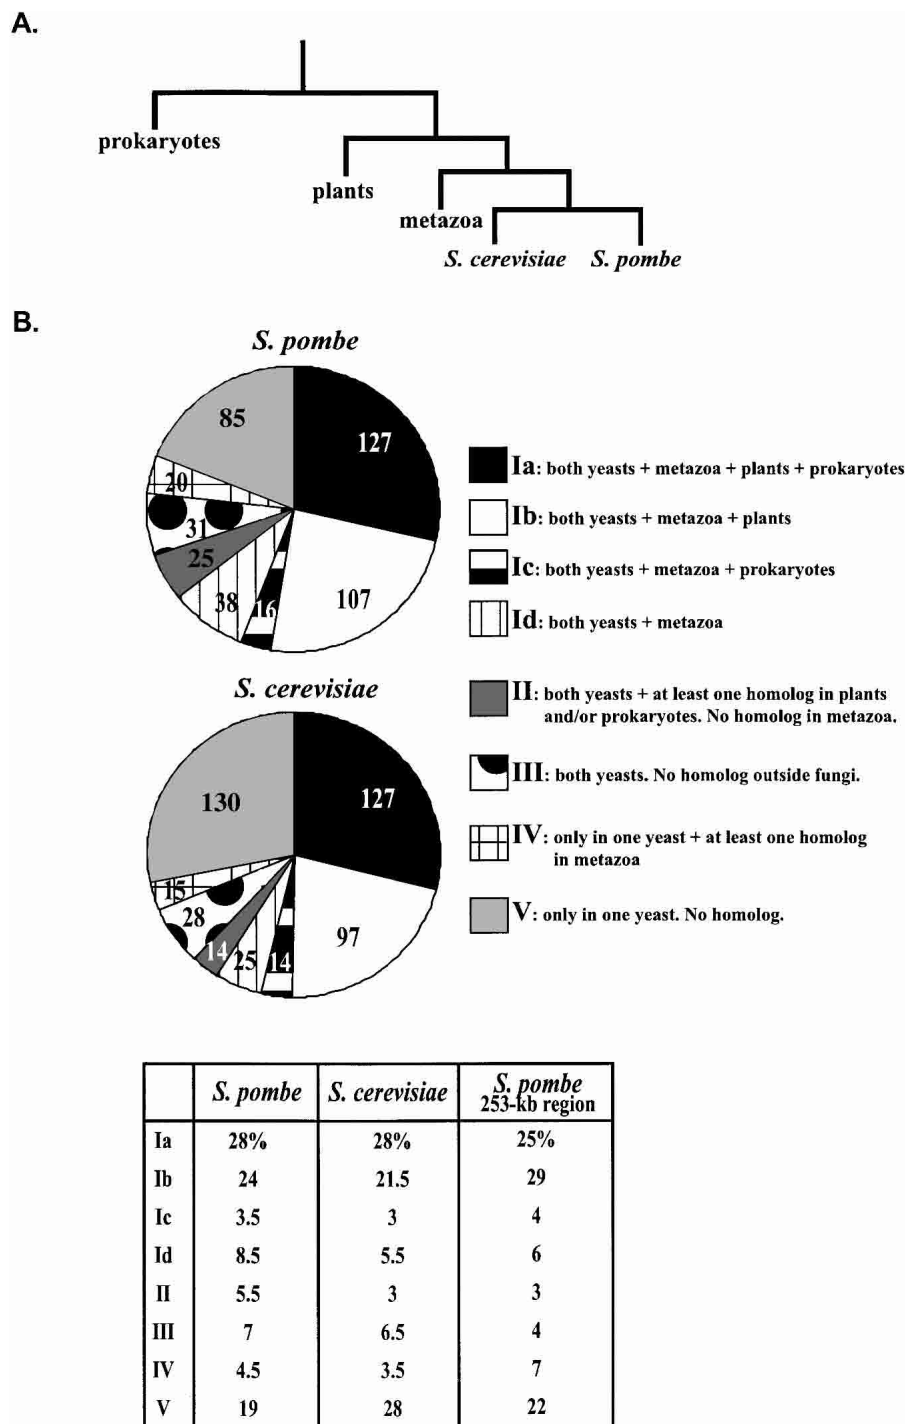 A.
prokaryotes
plants
metazoa
S. cerevisiae S. pombe
B.
S. pombe
85
127
20
31
25
38
16
107
Ia: both yeasts + metazoa + plants + prokaryotes
Ib: both yeasts + metazoa + plants
Ic: both yeasts + metazoa + prokaryotes
Id: both yeasts + metazoa
II: both yeasts + at least one homolog in plants
and/or prokaryotes. No homolog in metazoa.
III: both yeasts. No homolog outside fungi.
IV: only in one yeast + at least one homolog
in metazoa
V: only in one yeast. No homolog.
S. cerevisiae
130
127
15
28
14
25
14
97
S. pombe S. cerevisiae S. pombe
253-kb region
Ia 28% 28% 25%
Ib 24 21.5 29
Ic 3.5 3 4
Id 8.5 5.5 6
II 5.5 3 3
III 7 6.5 4
IV 4.5 3.5 7
V 19 28 22